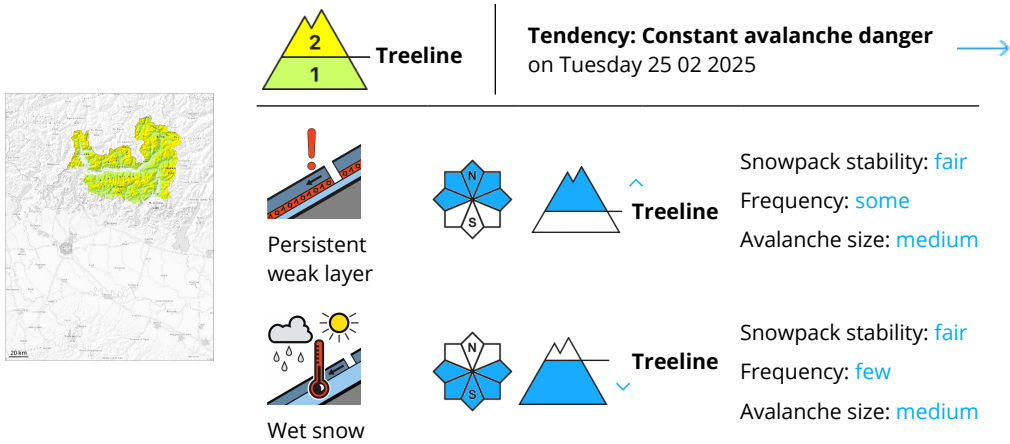 2
Treeline
1
Tendency: Constant avalanche danger
on Tuesday 25 02 2025
20 km
Persistent
weak layer
N
S
Treeline
Snowpack stability: fair
Frequency: some
Avalanche size: medium
Wet snow
N
S
Treeline
Snowpack stability: fair
Frequency: few
Avalanche size: medium